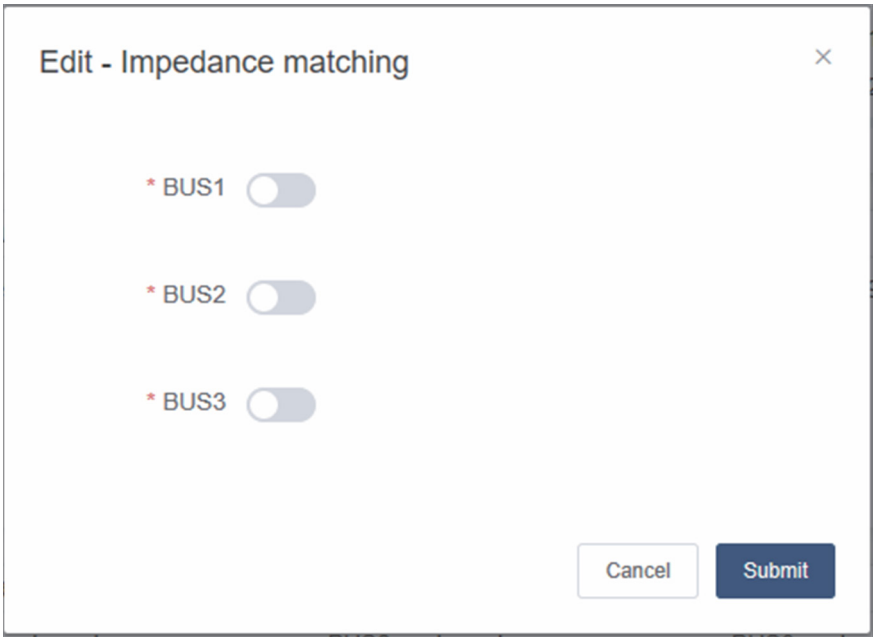 Edit - Impedance matching
* BUS1
* BUS2
* BUS3
Cancel Submit